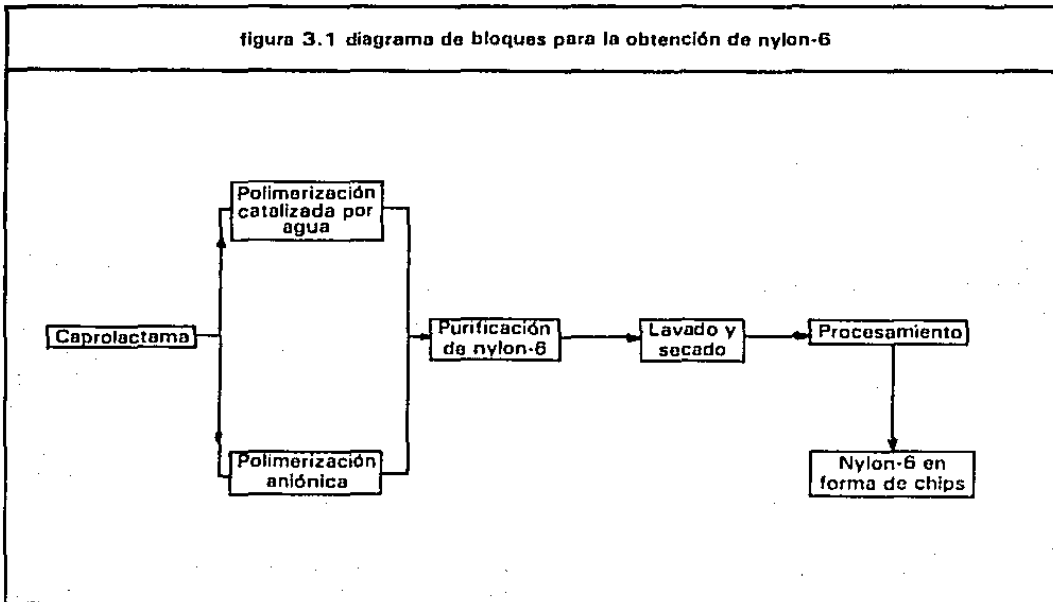 figura 3.1 diagrama de bloques para la obtención de nylon-6
Polimerización
catalizada por
agua
Caprolactama
Purificación
de nylon-6
Lavado y
secado
Procesamiento
Polimerización
aniónica
Nylon-6 en
forma de chips